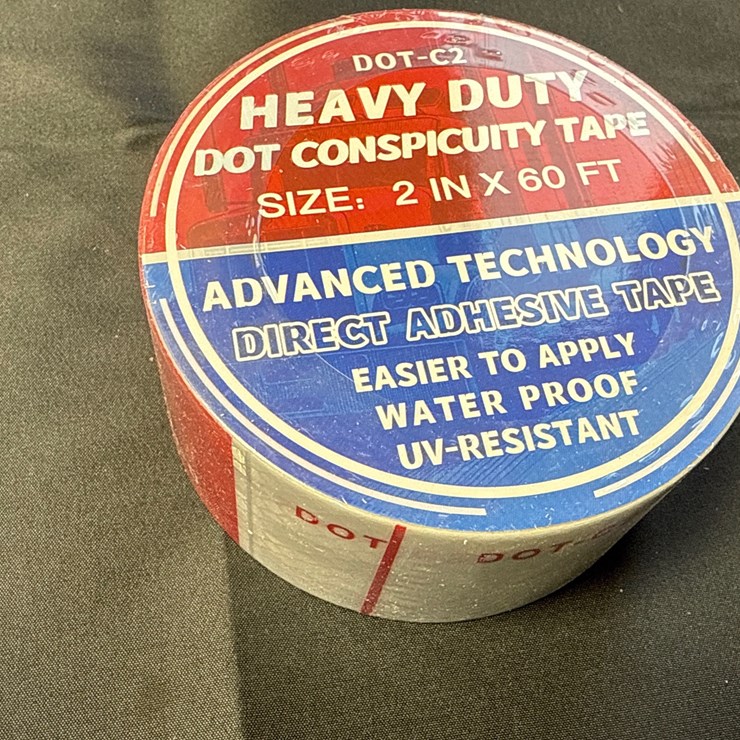 DOT-C2
HEAVY DUTY
DOT CONSPICUITY TAPE
SIZE: 2 IN X 60 FT
ADVANCED TECHNOLOGY
DIRECT ADHESIVE TAPE
EASIER TO APPLY
WATER PROOF
UV-RESISTANT
DOT
DOT-C